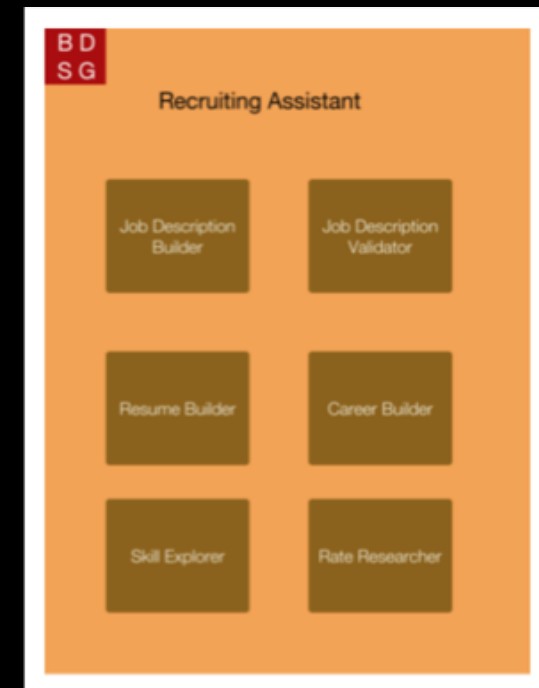 B D
S G
Recruiting Assistant
Job Description
Builder
Job Description
Validator
Resume Builder
Career Builder
Skill Explorer
Rate Researcher